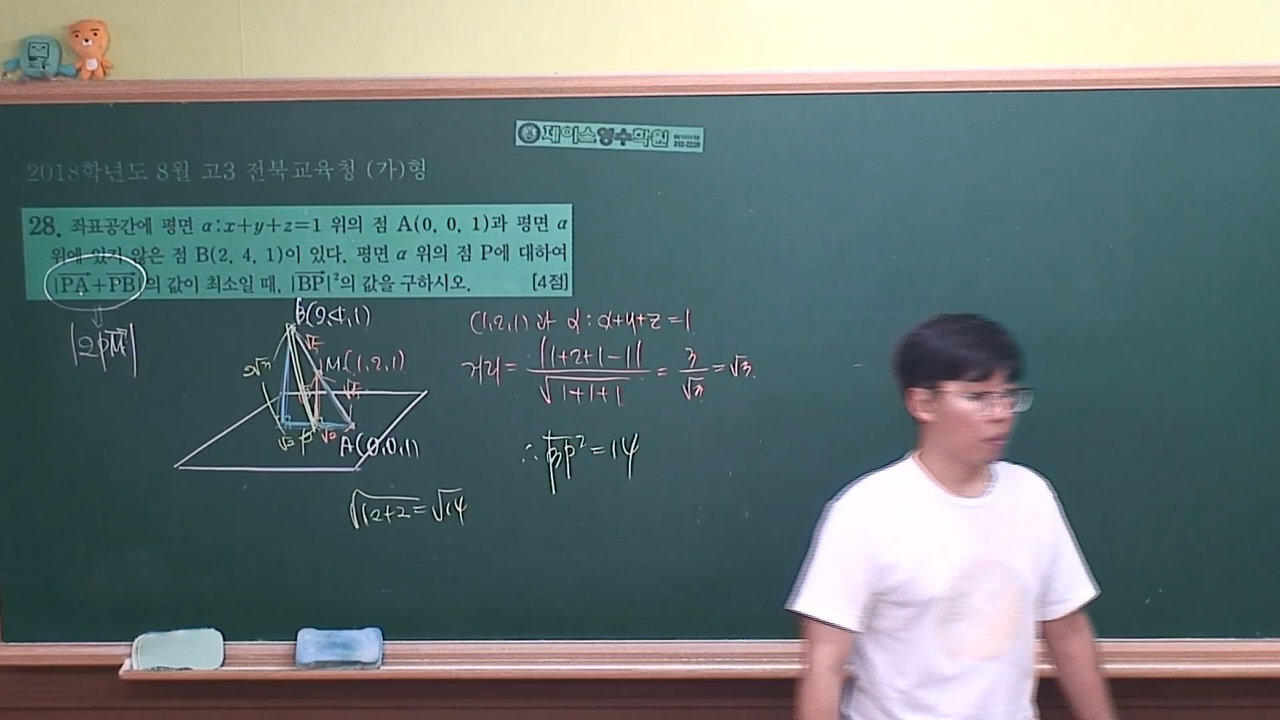 제이스영수학원
2018학년도 8월 고3 전북교육청 (가)형
28. 좌표공간에 평면 α:x+y+z=1 위의 점 A(0, 0, 1)과 평면 α
위에 있지 않은 점 B(2, 4, 1)이 있다. 평면 α 위의 점 P에 대하여
|PA→+PB→|의 값이 최소일 때, |BP→|²의 값을 구하시오. [4점]
|2PM→|
B(2,4,1)
√5
2√3
M(1,2,1)
√5
√2 P √2
A(0,0,1)
√12+2=√14
(1,2,1)과 α:x+y+z=1
거리= |1+2+1-1| / √1+1+1 = 3/√3 =√3.
∴ BP²=14